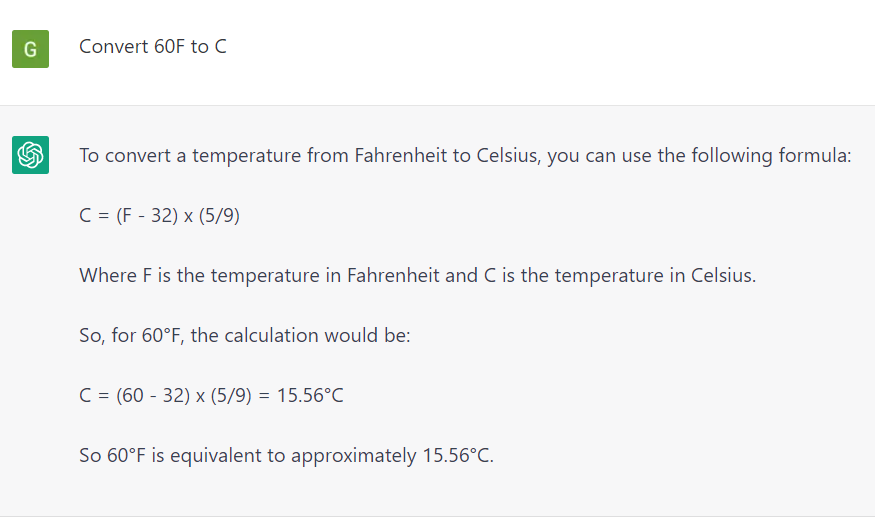 G
Convert 60F to C
To convert a temperature from Fahrenheit to Celsius, you can use the following formula:
C = (F - 32) x (5/9)
Where F is the temperature in Fahrenheit and C is the temperature in Celsius.
So, for 60°F, the calculation would be:
C = (60 - 32) x (5/9) = 15.56°C
So 60°F is equivalent to approximately 15.56°C.